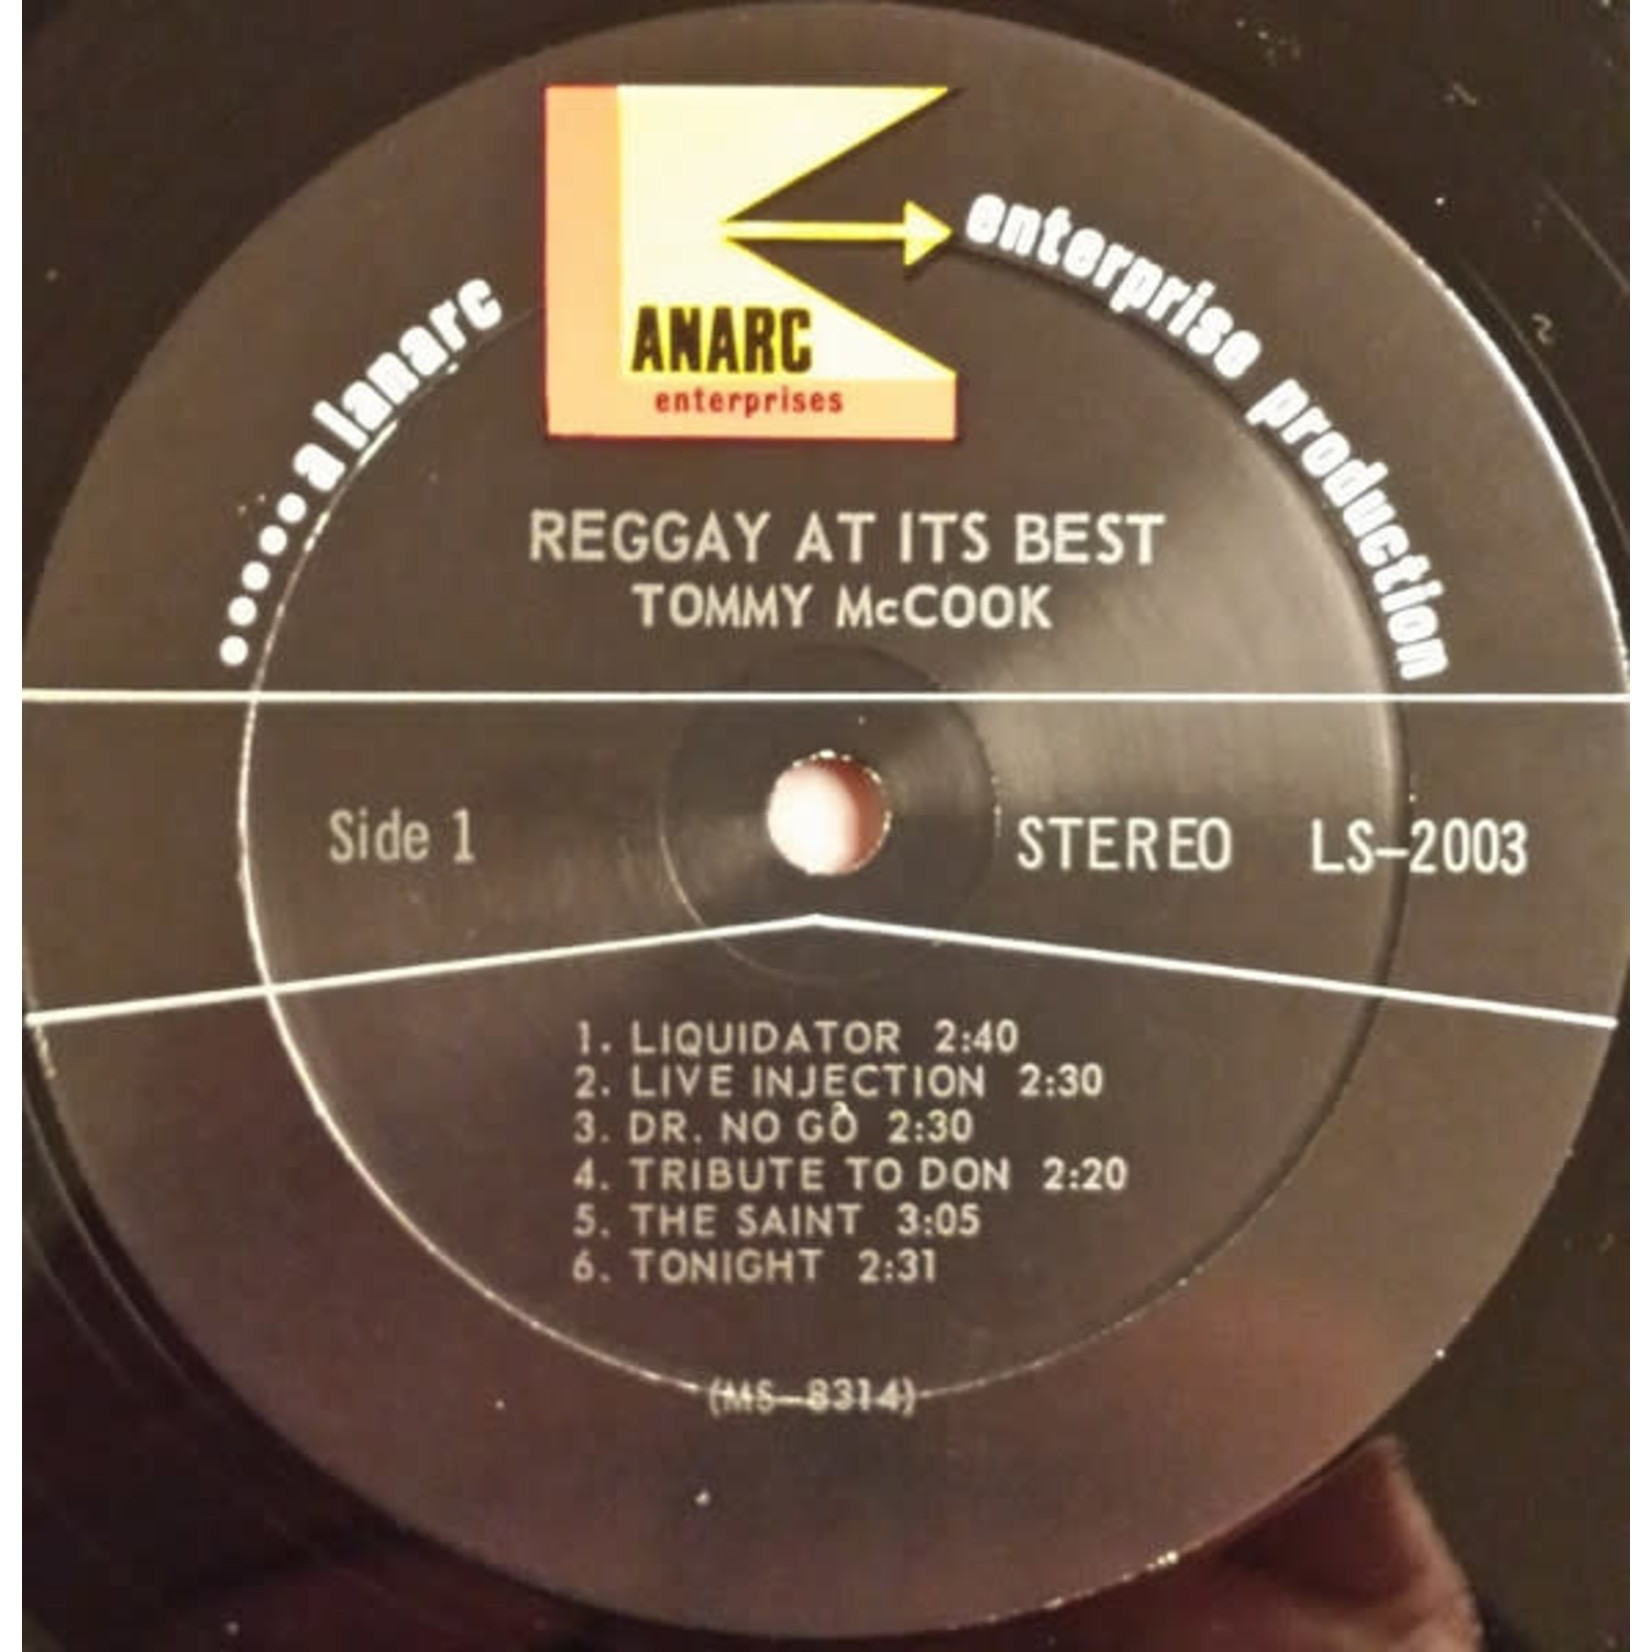 .....a lanarc
LANARC
enterprises
enterprise production
REGGAY AT ITS BEST
TOMMY McCOOK
Side 1
STEREO LS-2003
1. LIQUIDATOR 2:40
2. LIVE INJECTION 2:30
3. DR. NO GO 2:30
4. TRIBUTE TO DON 2:20
5. THE SAINT 3:05
6. TONIGHT 2:31
(MS-8314)